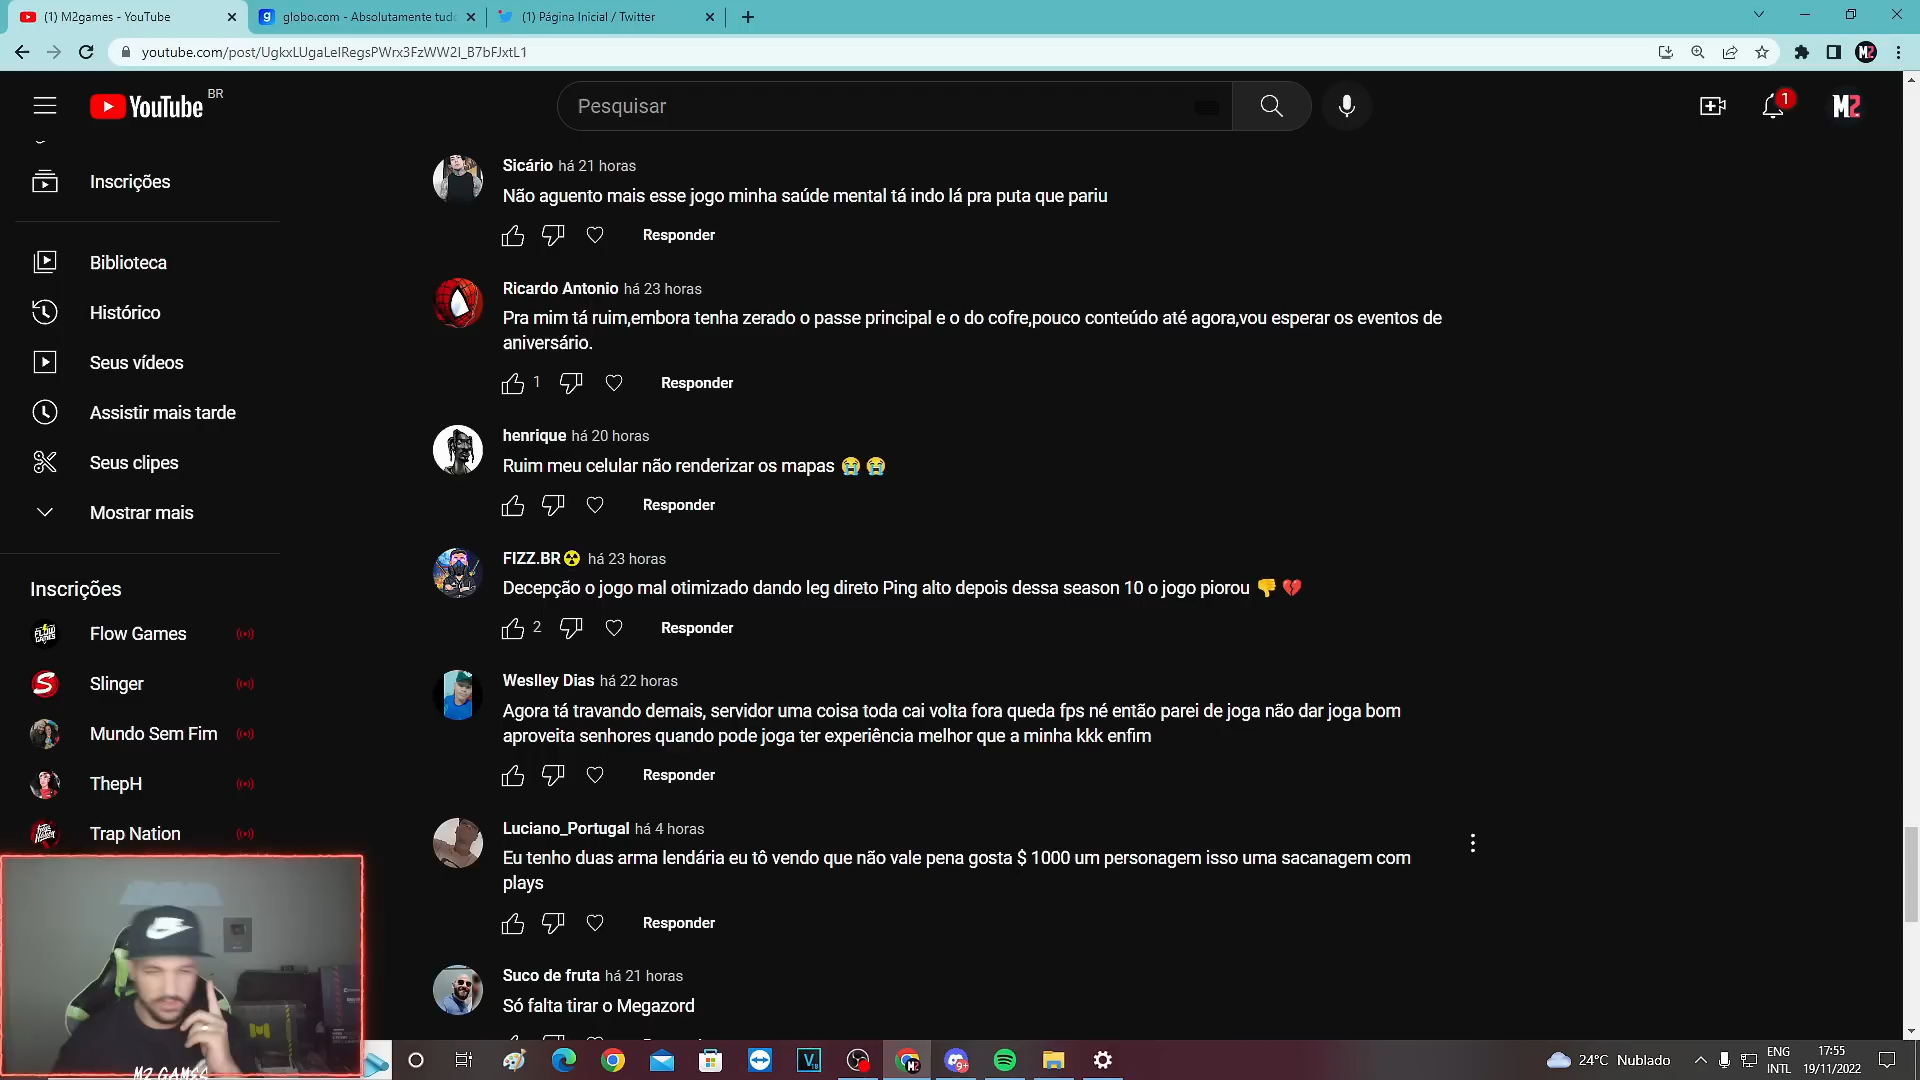 (1) M2games - YouTube
globo.com - Absolutamente tudo
(1) Página Inicial / Twitter
youtube.com/post/UgkxLUgaLeIRegsPWrx3FzWW2I_B7bFJxtL1
M2
YouTube BR
Pesquisar
1
M2
Inscrições
Biblioteca
Histórico
Seus vídeos
Assistir mais tarde
Seus clipes
Mostrar mais
Inscrições
Flow Games
Slinger
Mundo Sem Fim
ThepH
Trap Nation
Sicário há 21 horas
Não aguento mais esse jogo minha saúde mental tá indo lá pra puta que pariu
Responder
Ricardo Antonio há 23 horas
Pra mim tá ruim,embora tenha zerado o passe principal e o do cofre,pouco conteúdo até agora,vou esperar os eventos de
aniversário.
1 Responder
henrique há 20 horas
Ruim meu celular não renderizar os mapas 😭 😭
Responder
FIZZ.BR☢ há 23 horas
Decepção o jogo mal otimizado dando leg direto Ping alto depois dessa season 10 o jogo piorou 👎 💔
2 Responder
Weslley Dias há 22 horas
Agora tá travando demais, servidor uma coisa toda cai volta fora queda fps né então parei de joga não dar joga bom
aproveita senhores quando pode joga ter experiência melhor que a minha kkk enfim
Responder
Luciano_Portugal há 4 horas
Eu tenho duas arma lendária eu tô vendo que não vale pena gosta $ 1000 um personagem isso uma sacanagem com
plays
Responder
Suco de fruta há 21 horas
Só falta tirar o Megazord
M2 GAMES
24°C Nublado
ENG
INTL
17:55
19/11/2022